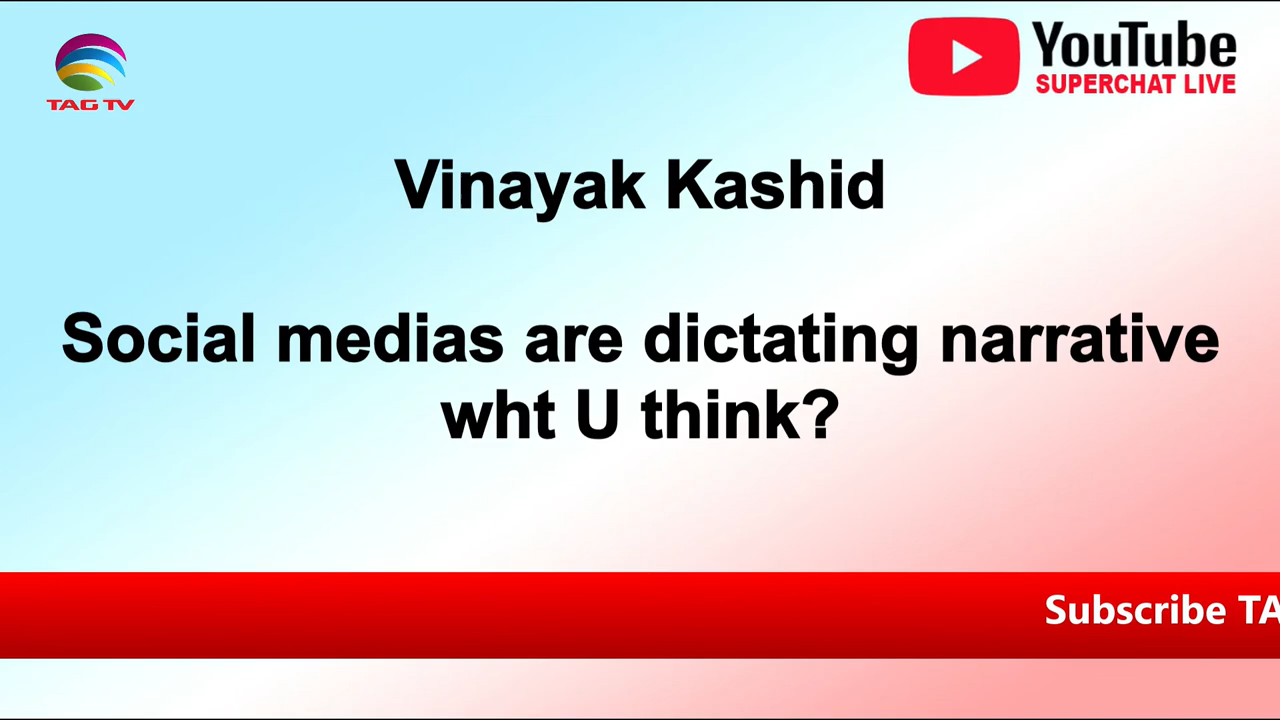 TAG TV
YouTube
SUPERCHAT LIVE
Vinayak Kashid
Social medias are dictating narrative
wht U think?
Subscribe TA